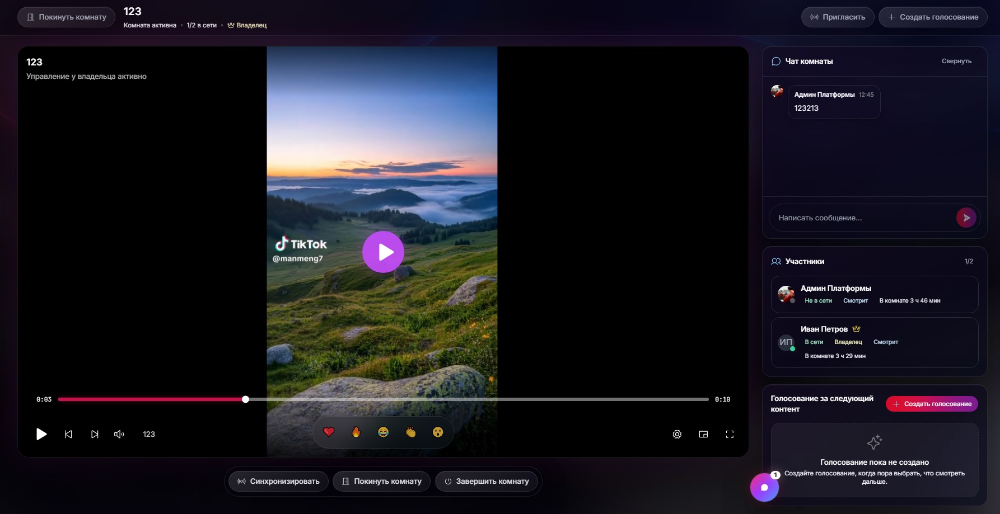 Покинуть комнату
123
Комната активна • 1/2 в сети • Владелец
Пригласить
Создать голосование
123
Управление у владельца активно
TikTok
@manmeng7
0:03
0:10
123
Синхронизировать
Покинуть комнату
Завершить комнату
Чат комнаты
Свернуть
Админ Платформы 12:45
123213
Написать сообщение...
Участники
1/2
Админ Платформы
Не в сети Смотрит В комнате 3 ч 46 мин
ИП
Иван Петров
В сети Владелец Смотрит
В комнате 3 ч 29 мин
Голосование за следующий
контент
Создать голосование
Голосование пока не создано
Создайте голосование, когда пора выбрать, что смотреть
дальше.
1